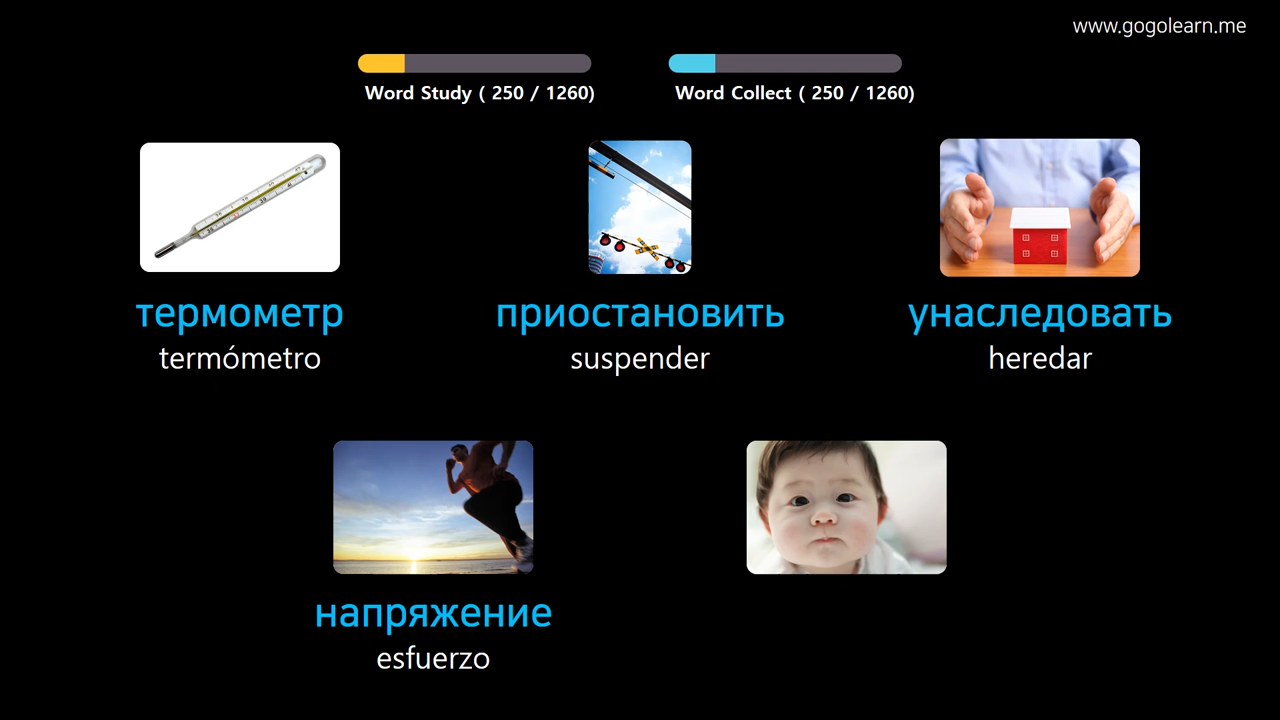 www.gogolearn.me
Word Study ( 250 / 1260)
Word Collect ( 250 / 1260)
термометр
termómetro
приостановить
suspender
унаследовать
heredar
напряжение
esfuerzo